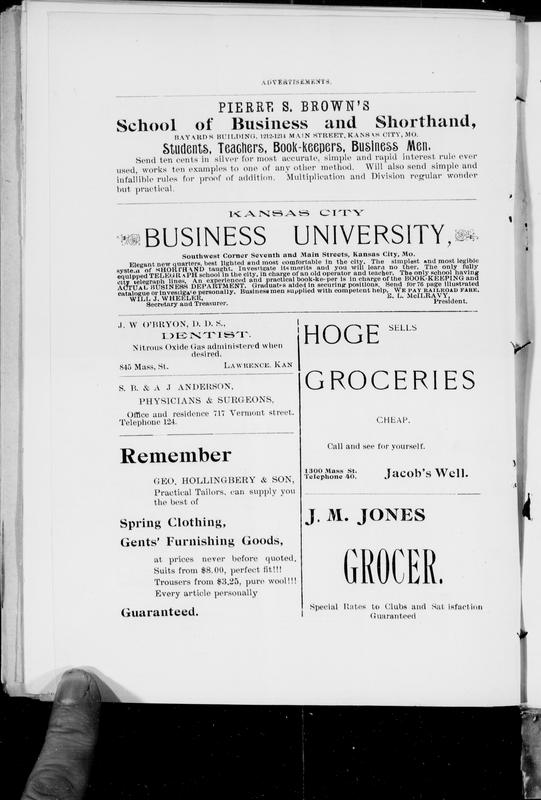 ADVERTISEMENTS.
PIERRE S. BROWN'S
School of Business and Shorthand,
BAYARD S BUILDING, 1212-1214 MAIN STREET, KANSAS CITY, MO.
Students, Teachers, Book-keepers, Business Men.
Send ten cents in silver for most accurate, simple and rapid interest rule ever
used, works ten examples to one of any other method. Will also send simple and
infallible rules for proof of addition. Multiplication and Division regular wonder
but practical.
KANSAS CITY
BUSINESS UNIVERSITY,
Southwest Corner Seventh and Main Streets, Kansas City, Mo.
Elegant new quarters, best lighted and most comfortable in the city. The simplest and most legible
system of SHORTHAND taught. Investigate its merits and you will learn no ther. The only fully
equipped TELEGRAPH school in the city, in charge of an old operator and teacher. The only school having
city telegraph lines, An experienced and practical book-keeper is in charge of the BOOK-KEEPING and
ACTUAL BUSINESS DEPARTMENT. Graduates aided in securing positions. Send for 76 page illustrated
catalogue or investigate personally. Business men supplied with competent help, WE PAY RAILROAD FARE.
WILL J. WHEELER, E. L. McILRAVY,
Secretary and Treasurer. President.
J. W O'BRYON, D. D. S.,
DENTIST.
Nitrous Oxide Gas administered when
desired.
845 Mass, St. LAWRENCE, KAN
S. B. & A J ANDERSON,
PHYSICIANS & SURGEONS,
Office and residence 717 Vermont street.
Telephone 124.
Remember
GEO. HOLLINGBERY & SON,
Practical Tailors, can supply you
the best of
Spring Clothing,
Gents' Furnishing Goods,
at prices never before quoted.
Suits from $8.00, perfect fit!!!
Trousers from $3,25, pure wool!!!
Every article personally
Guaranteed.
HOGE SELLS
GROCERIES
CHEAP.
Call and see for yourself.
1300 Mass St.
Telephone 40. Jacob's Well.
J. M. JONES
GROCER.
Special Rates to Clubs and Sat isfaction
Guaranteed